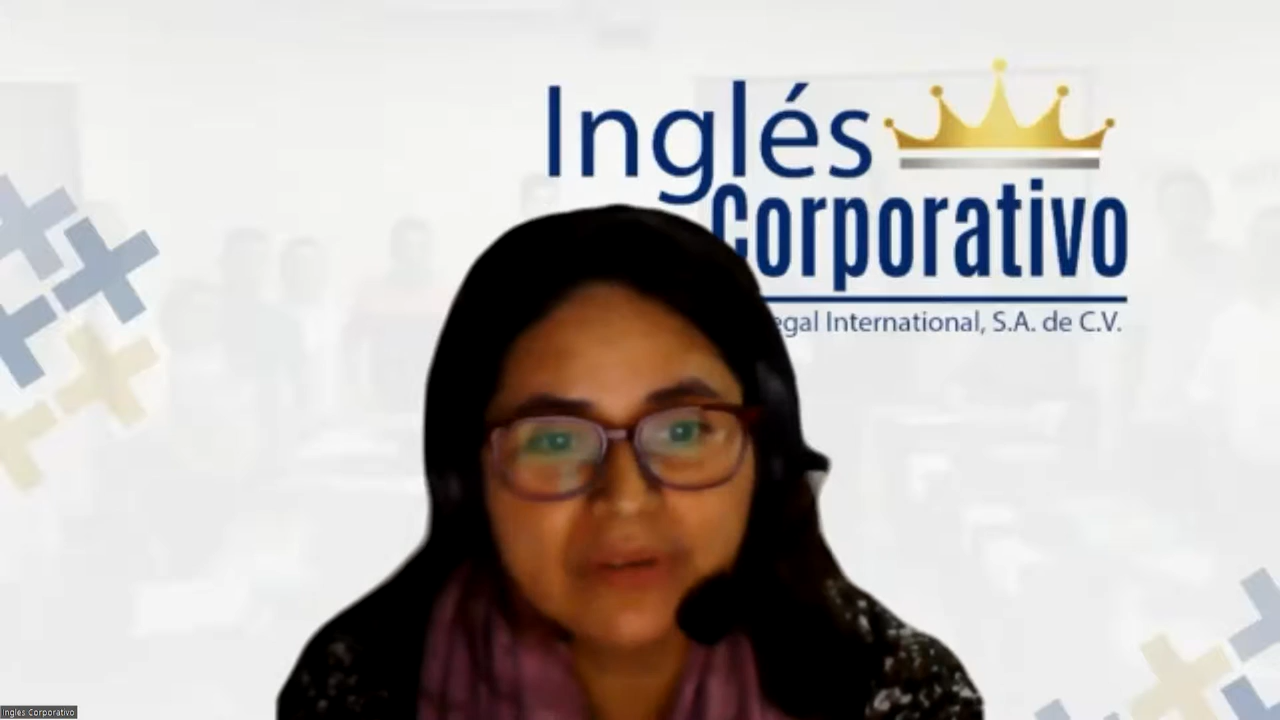 Inglés
Corporativo
egal International, S.A. de C.V.
Ingles Corporativo